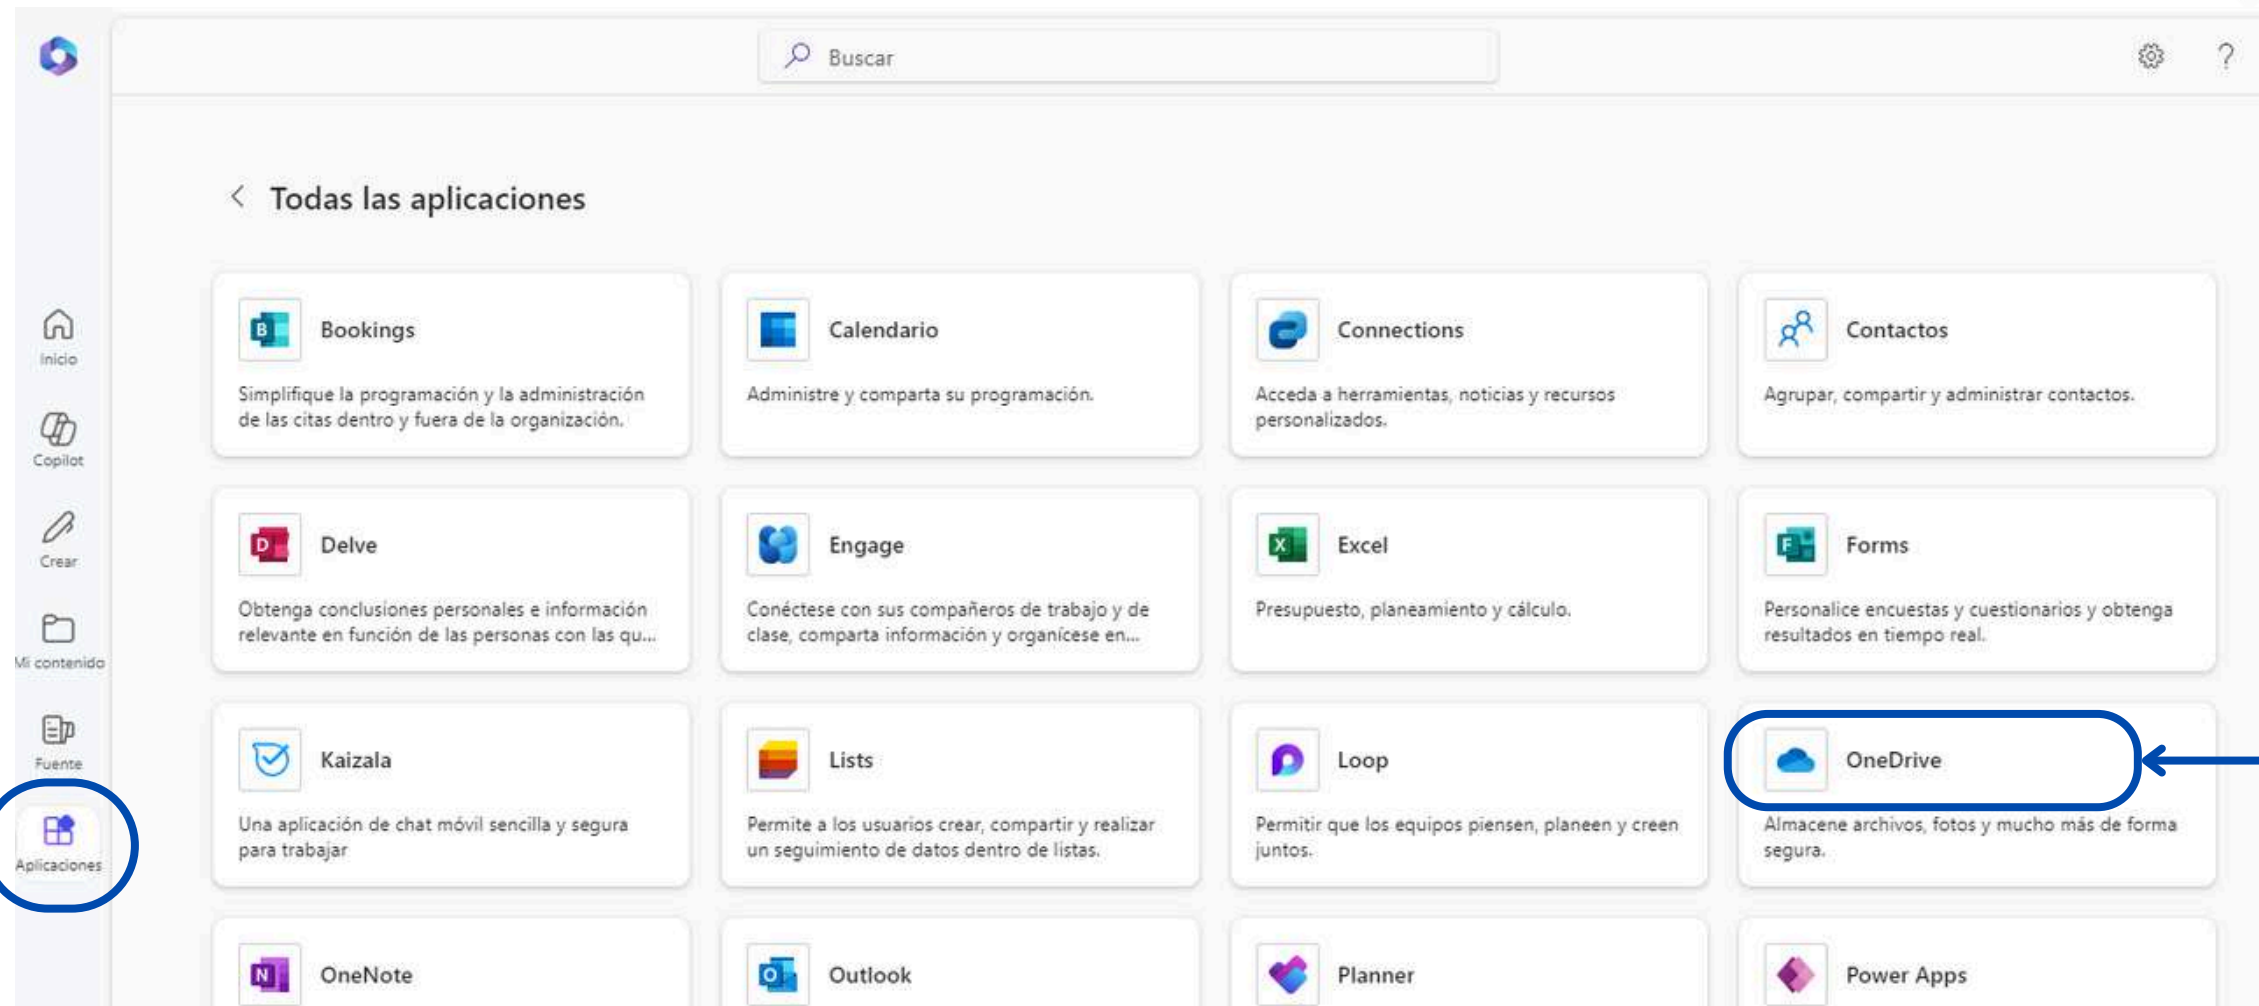 Buscar
?
Todas las aplicaciones
Inicio
Copilot
Crear
Mi contenido
Fuente
Aplicaciones
B
Bookings
Simplifique la programación y la administración
de las citas dentro y fuera de la organización.
Calendario
Administre y comparta su programación.
Connections
Acceda a herramientas, noticias y recursos
personalizados.
Contactos
Agrupar, compartir y administrar contactos.
D
Delve
Obtenga conclusiones personales e información
relevante en función de las personas con las qu...
Engage
Conéctese con sus compañeros de trabajo y de
clase, comparta información y organícese en...
X
Excel
Presupuesto, planeamiento y cálculo.
F
Forms
Personalice encuestas y cuestionarios y obtenga
resultados en tiempo real.
Kaizala
Una aplicación de chat móvil sencilla y segura
para trabajar
Lists
Permite a los usuarios crear, compartir y realizar
un seguimiento de datos dentro de listas.
Loop
Permitir que los equipos piensen, planeen y creen
juntos.
OneDrive
Almacene archivos, fotos y mucho más de forma
segura.
N
OneNote
O
Outlook
Planner
Power Apps